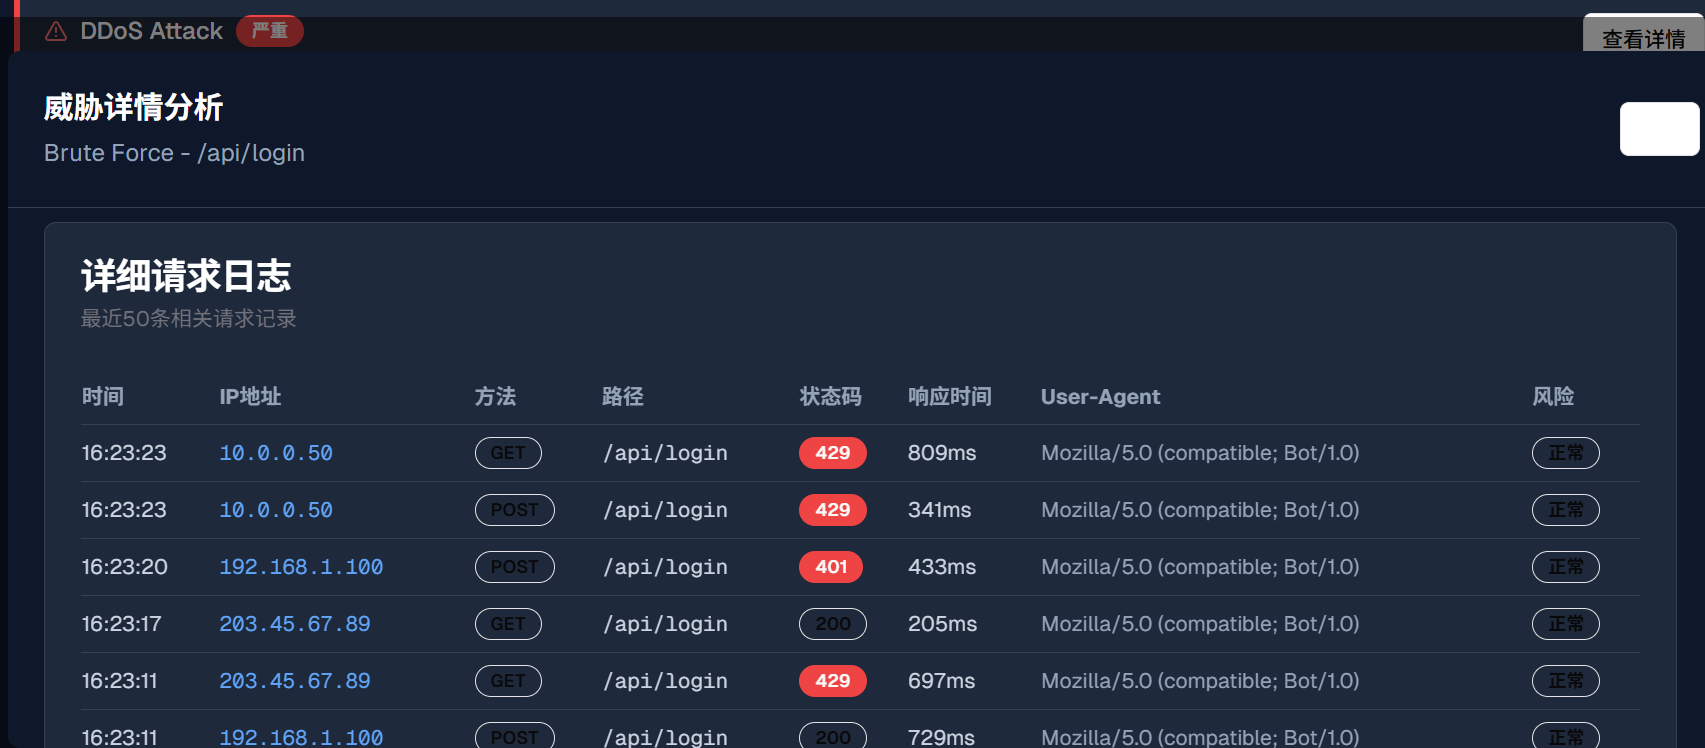 DDoS Attack 严重 查看详情
威胁详情分析
Brute Force - /api/login
详细请求日志
最近50条相关请求记录
时间 IP地址 方法 路径 状态码 响应时间 User-Agent 风险
16:23:23 10.0.0.50 GET /api/login 429 809ms Mozilla/5.0 (compatible; Bot/1.0) 正常
16:23:23 10.0.0.50 POST /api/login 429 341ms Mozilla/5.0 (compatible; Bot/1.0) 正常
16:23:20 192.168.1.100 POST /api/login 401 433ms Mozilla/5.0 (compatible; Bot/1.0) 正常
16:23:17 203.45.67.89 GET /api/login 200 205ms Mozilla/5.0 (compatible; Bot/1.0) 正常
16:23:11 203.45.67.89 GET /api/login 429 697ms Mozilla/5.0 (compatible; Bot/1.0) 正常
16:23:11 192.168.1.100 POST /api/login 200 729ms Mozilla/5.0 (compatible; Bot/1.0) 正常